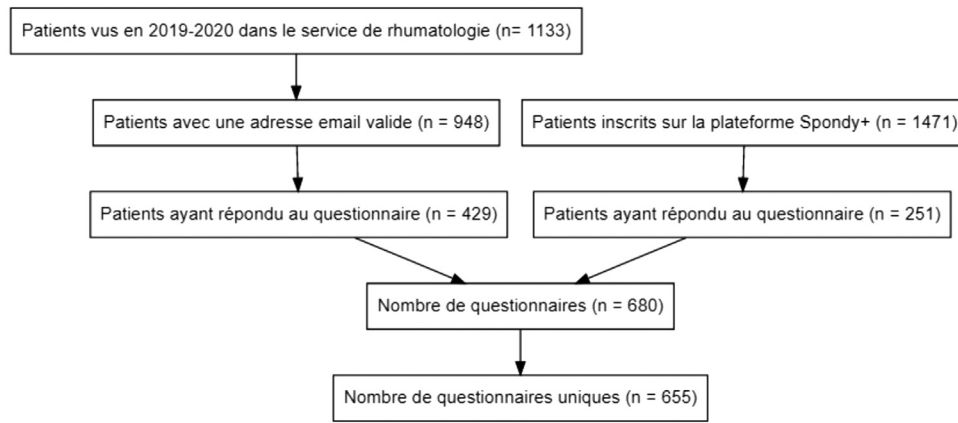 Patients vus en 2019-2020 dans le service de rhumatologie (n= 1133)
Patients avec une adresse email valide (n = 948)
Patients inscrits sur la plateforme Spondy+ (n = 1471)
Patients ayant répondu au questionnaire (n = 429)
Patients ayant répondu au questionnaire (n = 251)
Nombre de questionnaires (n = 680)
Nombre de questionnaires uniques (n = 655)